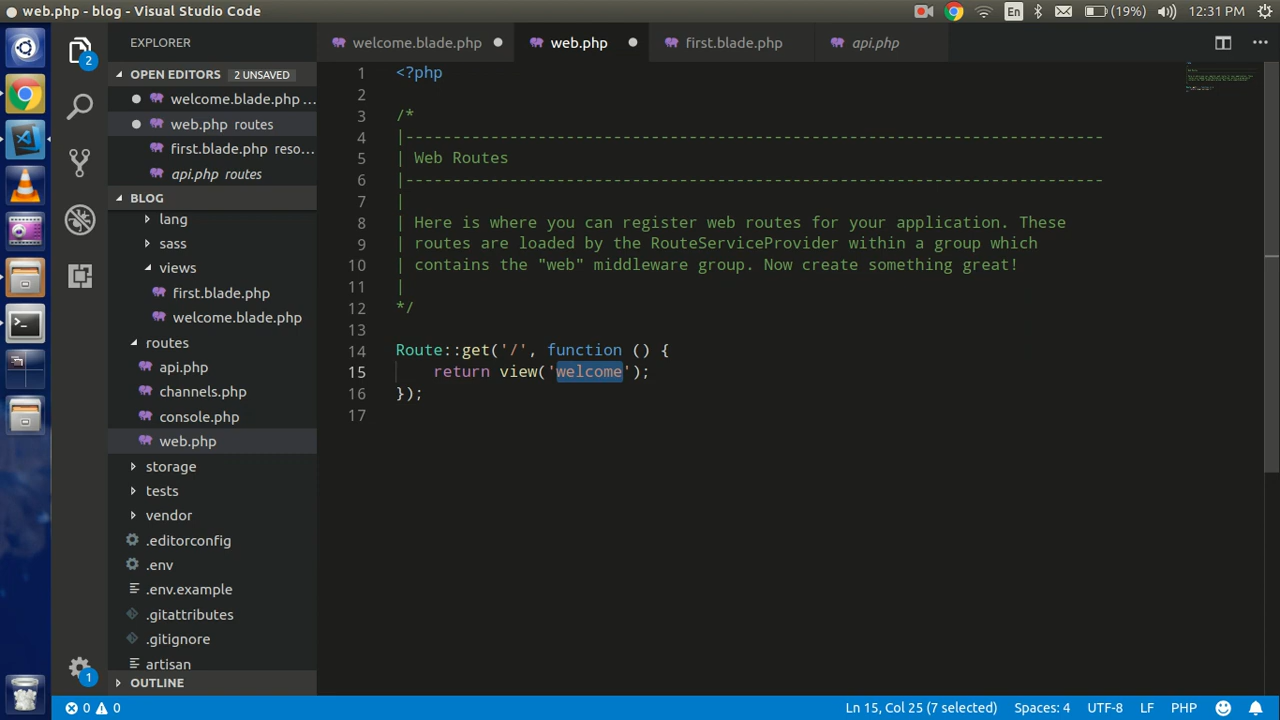 web.php - blog - Visual Studio Code
En
(19%)
12:31 PM
2
1
EXPLORER
OPEN EDITORS 2 UNSAVED
welcome.blade.php ...
web.php routes
first.blade.php reso...
api.php routes
BLOG
lang
sass
views
first.blade.php
welcome.blade.php
routes
api.php
channels.php
console.php
web.php
storage
tests
vendor
.editorconfig
.env
.env.example
.gitattributes
.gitignore
artisan
OUTLINE
welcome.blade.php
web.php
first.blade.php
api.php
1 <?php
2
3 /*
4 |--------------------------------------------------------------------------
5 | Web Routes
6 |--------------------------------------------------------------------------
7 |
8 | Here is where you can register web routes for your application. These
9 | routes are loaded by the RouteServiceProvider within a group which
10 | contains the "web" middleware group. Now create something great!
11 |
12 */
13
14 Route::get('/', function () {
15     return view('welcome');
16 });
17
0 0
Ln 15, Col 25 (7 selected)
Spaces: 4
UTF-8
LF
PHP